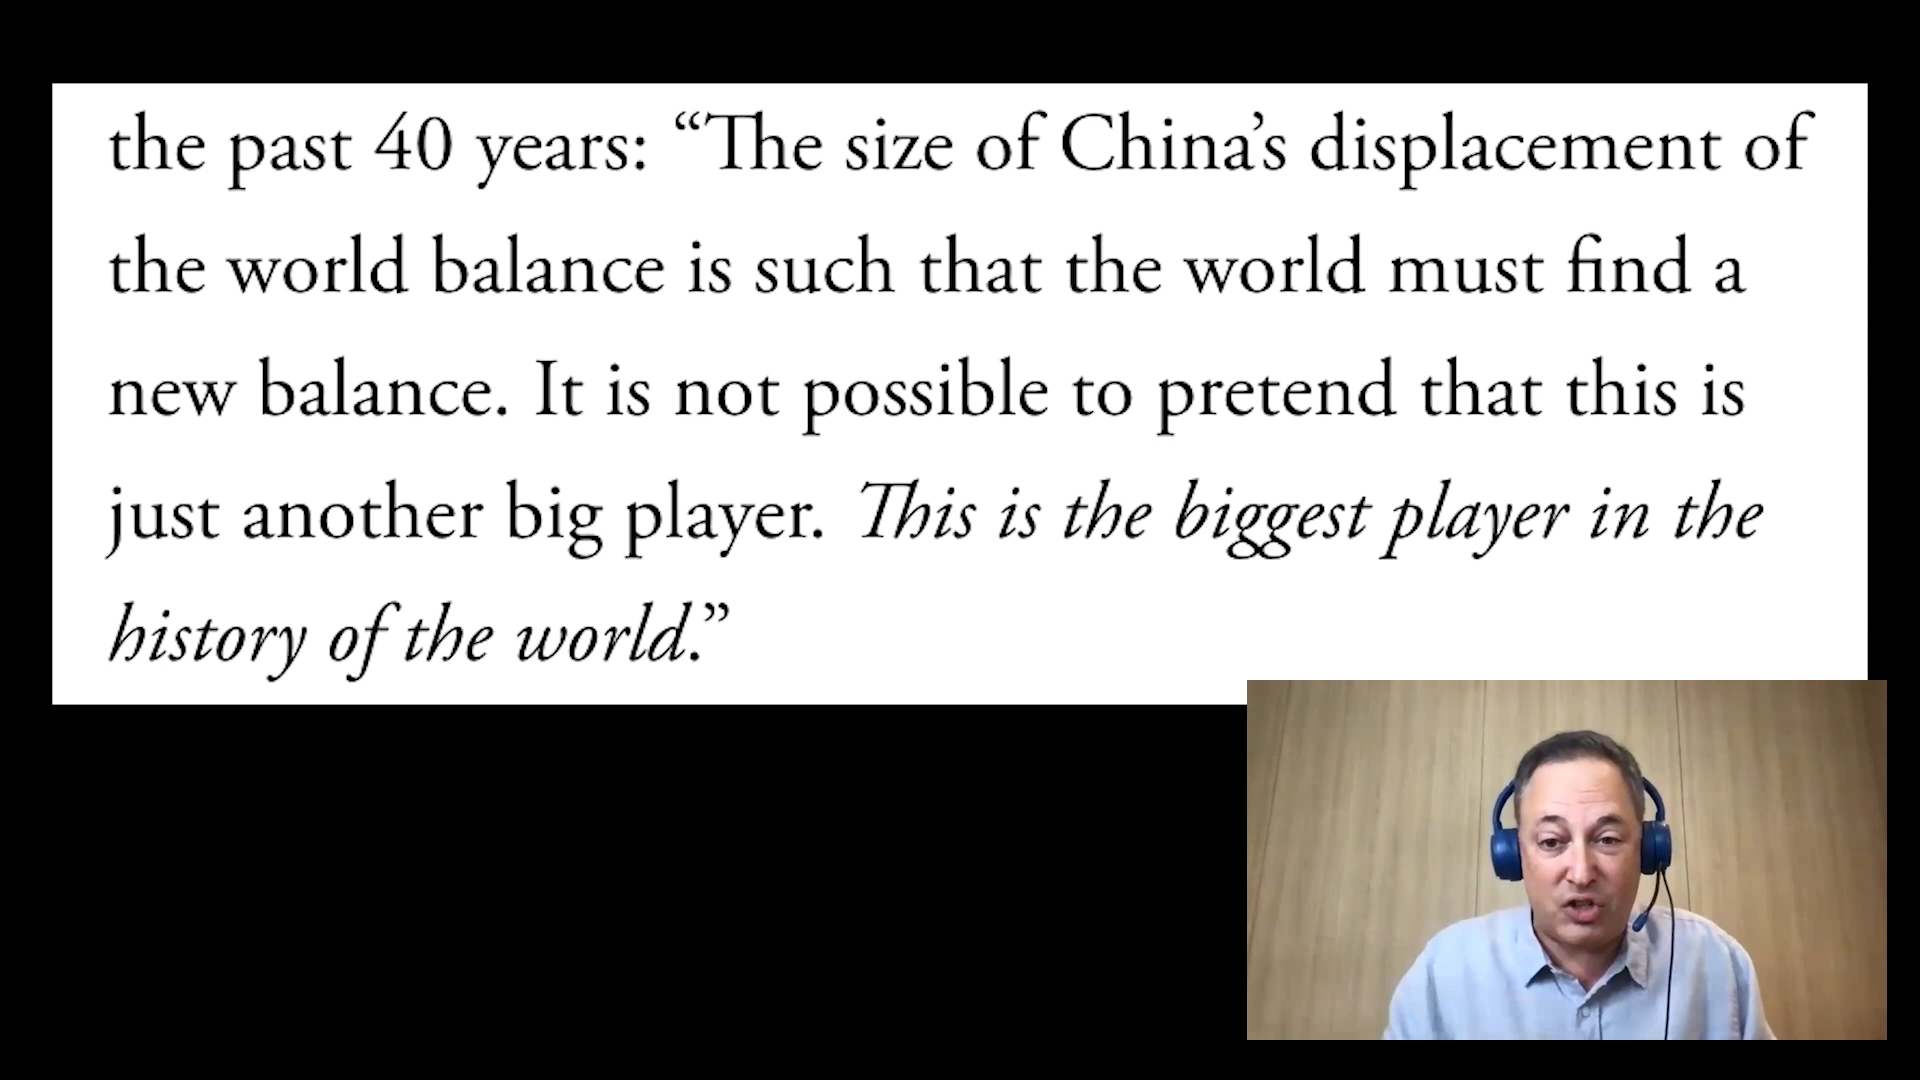 the past 40 years: “The size of China’s displacement of
the world balance is such that the world must find a
new balance. It is not possible to pretend that this is
just another big player. This is the biggest player in the
history of the world.”